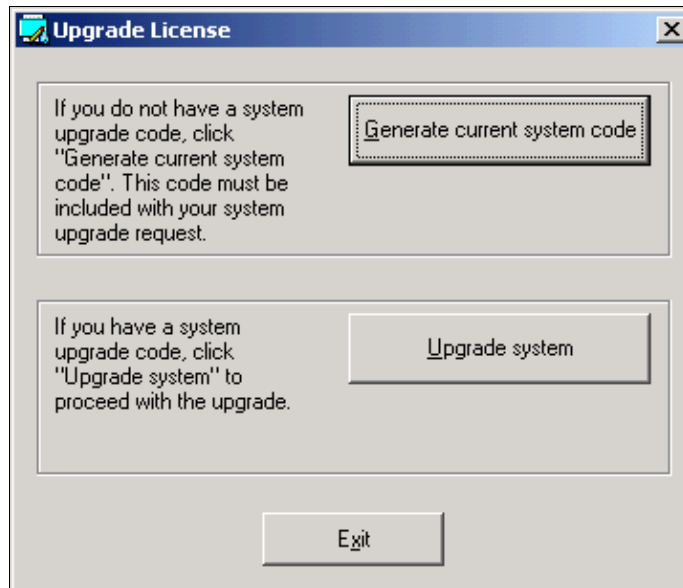 Upgrade License
If you do not have a system
upgrade code, click
"Generate current system
code". This code must be
included with your system
upgrade request.
Generate current system code
If you have a system
upgrade code, click
"Upgrade system" to
proceed with the upgrade.
Upgrade system
Exit